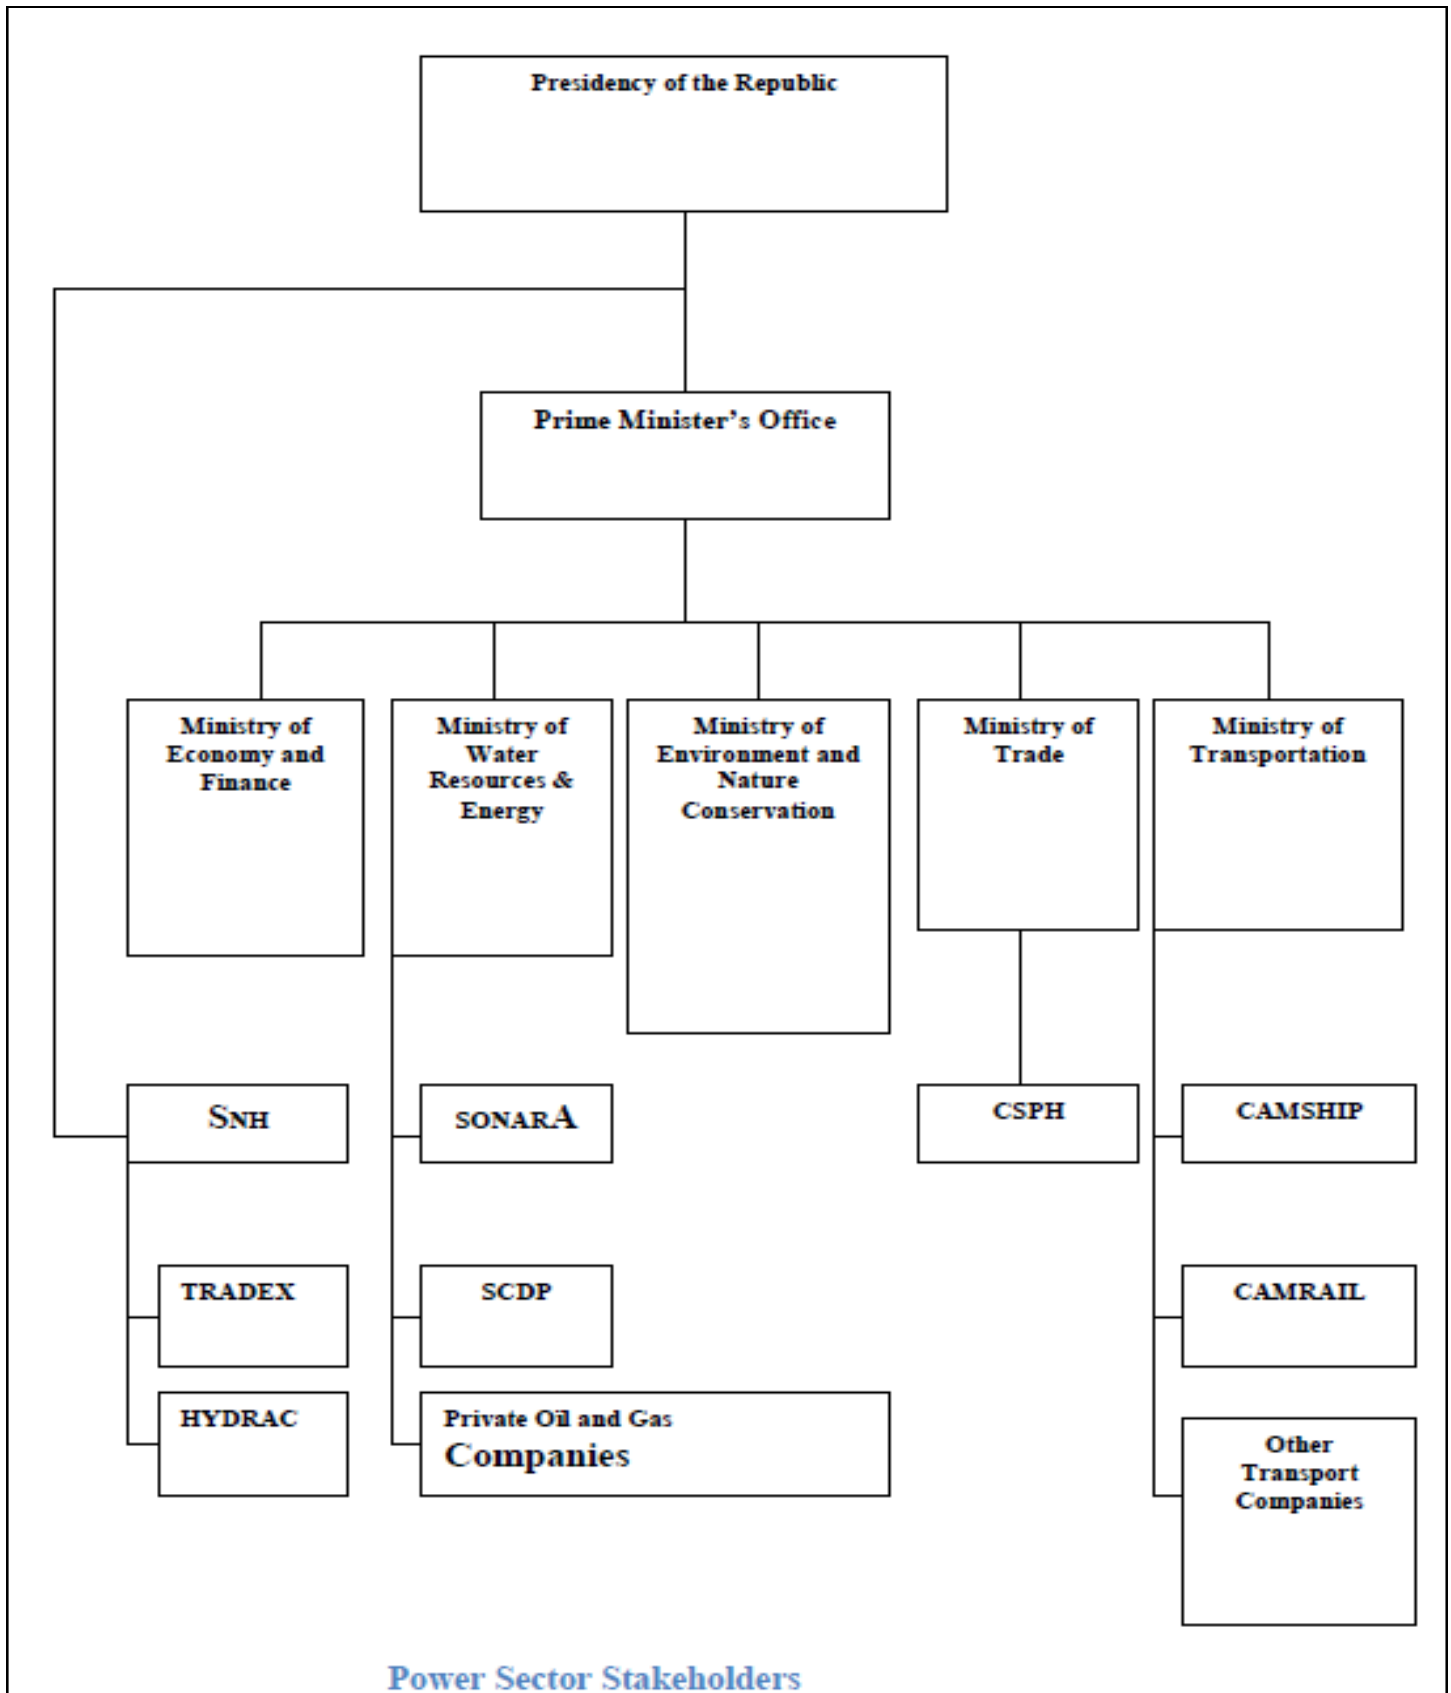 Presidency of the Republic
Prime Minister's Office
Ministry of
Economy and
Finance
Ministry of
Water
Resources &
Energy
Ministry of
Environment and
Nature
Conservation
Ministry of
Trade
Ministry of
Transportation
SNH
SONARA
CSPH
CAMSHIP
TRADEX
SCDP
CAMRAIL
HYDRAC
Private Oil and Gas
Companies
Other
Transport
Companies
Power Sector Stakeholders